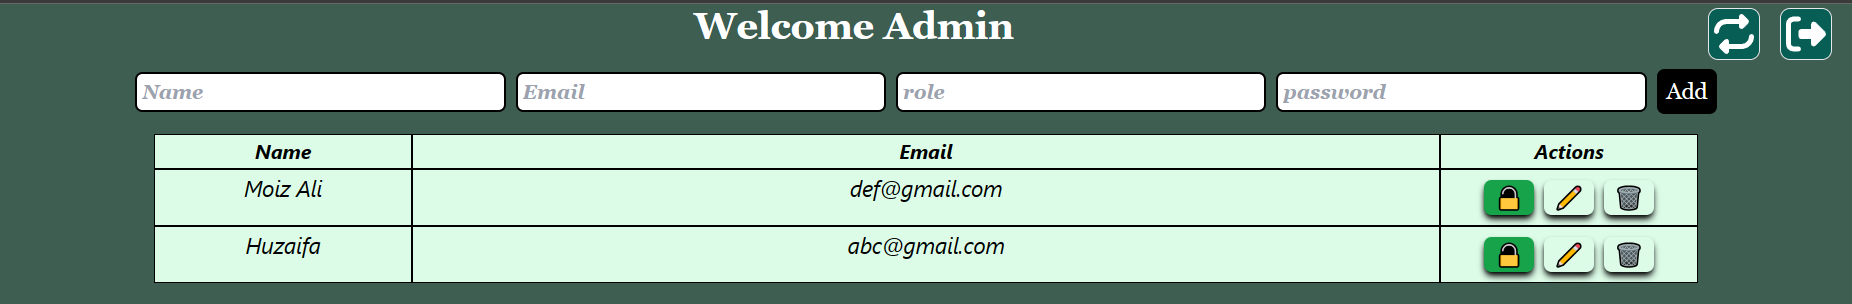 Welcome Admin
Name Email role password Add
Name Email Actions
Moiz Ali def@gmail.com
Huzaifa abc@gmail.com